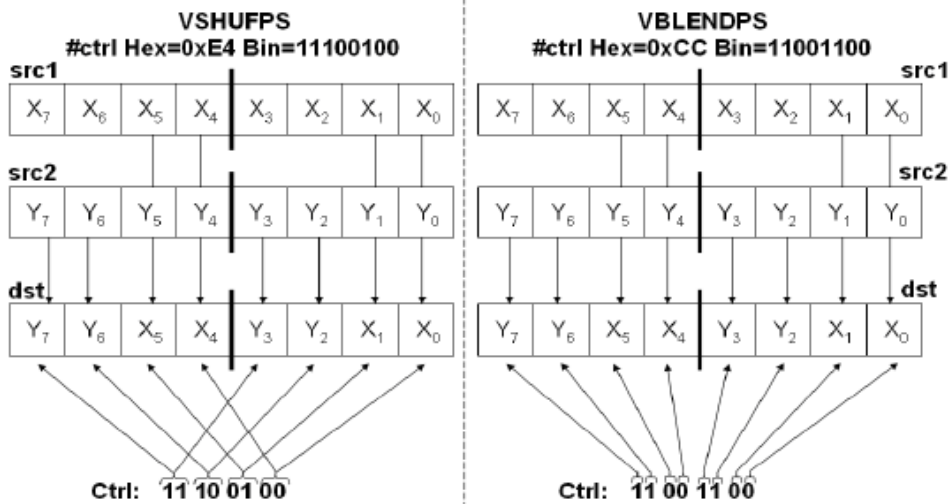 VSHUFPS
#ctrl Hex=0xE4 Bin=11100100
src1
X7 X6 X5 X4 X3 X2 X1 X0
src2
Y7 Y6 Y5 Y4 Y3 Y2 Y1 Y0
dst
Y7 Y6 X5 X4 Y3 Y2 X1 X0
Ctrl: 11 10 01 00
VBLENDPS
#ctrl Hex=0xCC Bin=11001100
src1
X7 X6 X5 X4 X3 X2 X1 X0
src2
Y7 Y6 Y5 Y4 Y3 Y2 Y1 Y0
dst
Y7 Y6 X5 X4 Y3 Y2 X1 X0
Ctrl: 11 00 11 00